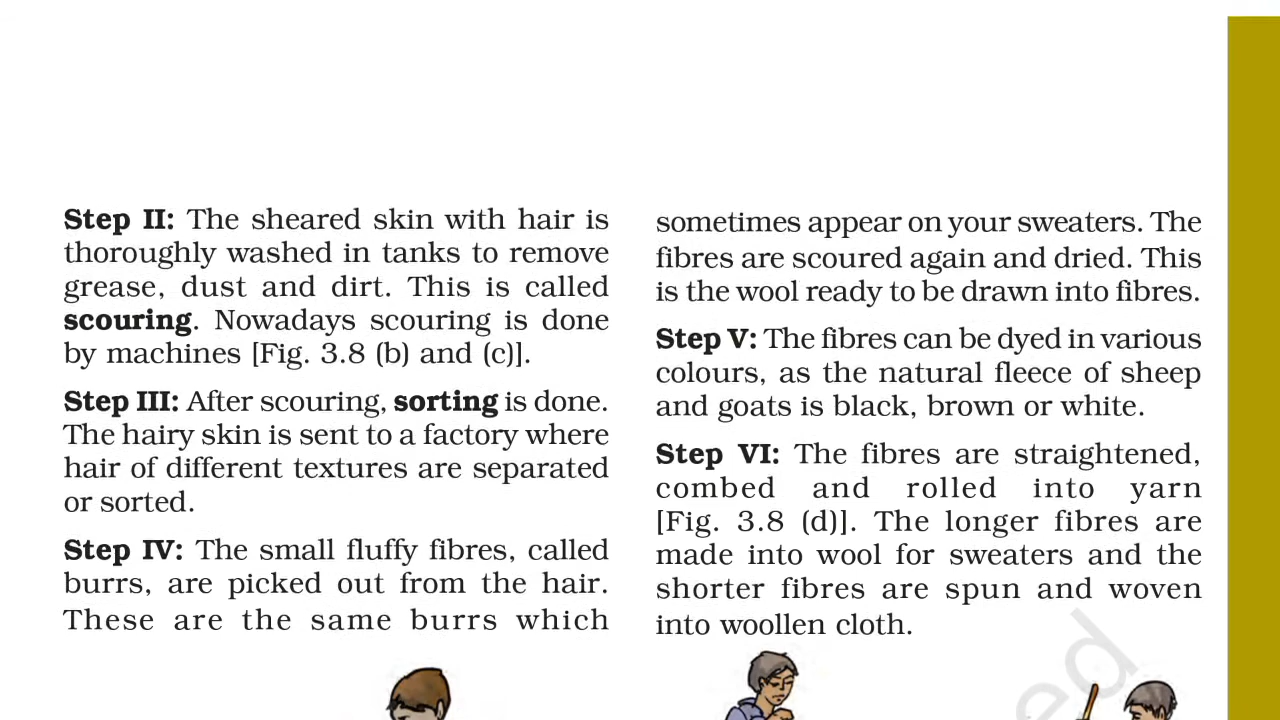 Step II: The sheared skin with hair is
thoroughly washed in tanks to remove
grease, dust and dirt. This is called
scouring. Nowadays scouring is done
by machines [Fig. 3.8 (b) and (c)].
Step III: After scouring, sorting is done.
The hairy skin is sent to a factory where
hair of different textures are separated
or sorted.
Step IV: The small fluffy fibres, called
burrs, are picked out from the hair.
These are the same burrs which
sometimes appear on your sweaters. The
fibres are scoured again and dried. This
is the wool ready to be drawn into fibres.
Step V: The fibres can be dyed in various
colours, as the natural fleece of sheep
and goats is black, brown or white.
Step VI: The fibres are straightened,
combed and rolled into yarn
[Fig. 3.8 (d)]. The longer fibres are
made into wool for sweaters and the
shorter fibres are spun and woven
into woollen cloth.